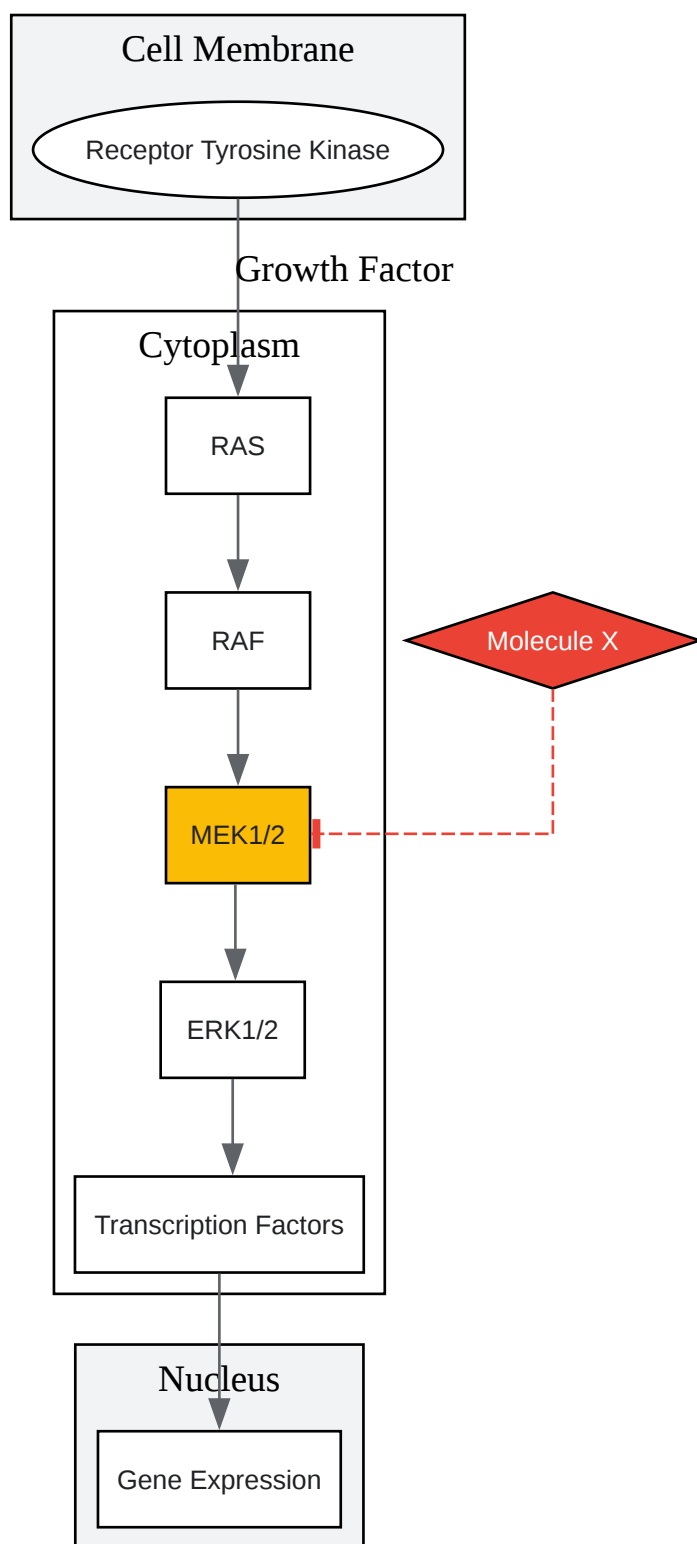 Cell Membrane
Receptor Tyrosine Kinase
Growth Factor
Cytoplasm
RAS
RAF
Molecule X
MEK1/2
ERK1/2
Transcription Factors
Nucleus
Gene Expression